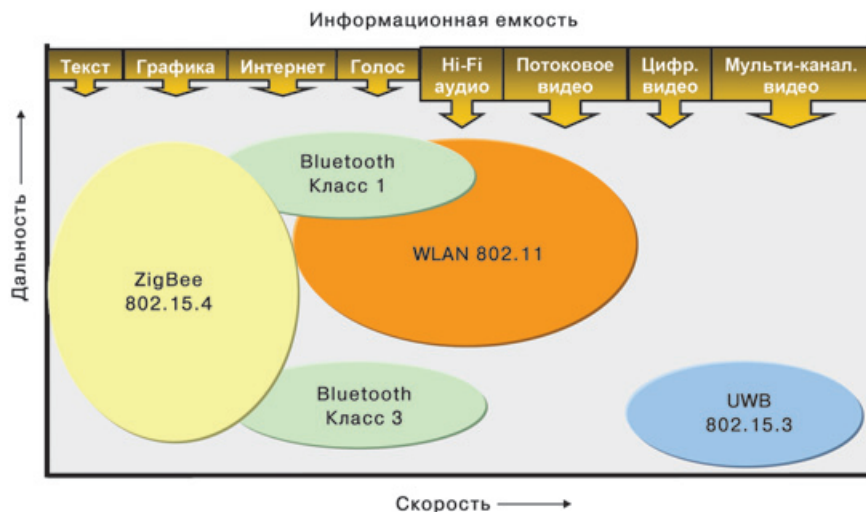 Информационная емкость
Текст Графика Интернет Голос Hi-Fi аудио Потоковое видео Цифр. видео Мульти-канал. видео
Дальность
Bluetooth
Класс 1
WLAN 802.11
ZigBee
802.15.4
Bluetooth
Класс 3
UWB
802.15.3
Скорость